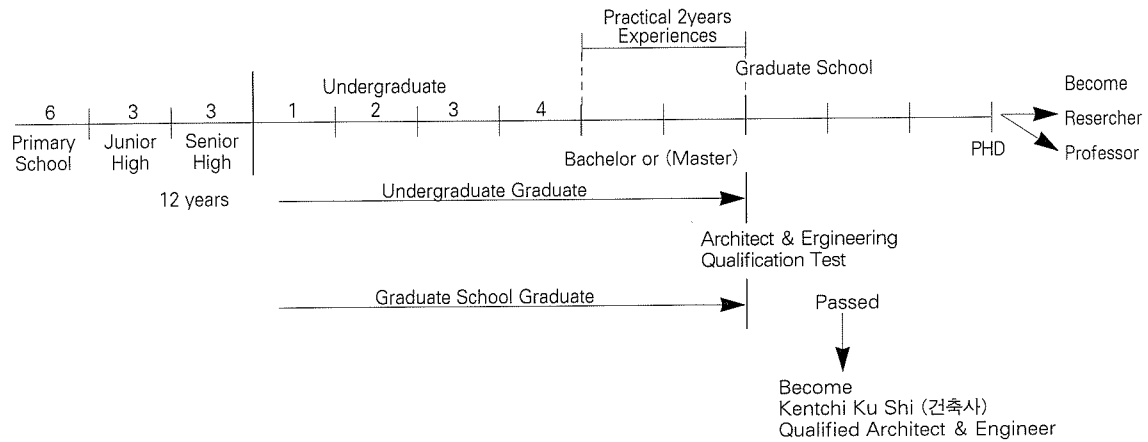 Practical 2years
Experiences
Graduate School
Undergraduate
Become
6 3 3 1 2 3 4
Resercher
Primary
School
Junior
High
Senior
High
Bachelor or (Master)
PHD
Professor
12 years
Undergraduate Graduate
Architect & Ergineering
Qualification Test
Graduate School Graduate
Passed
Become
Kentchi Ku Shi (건축사)
Qualified Architect & Engineer